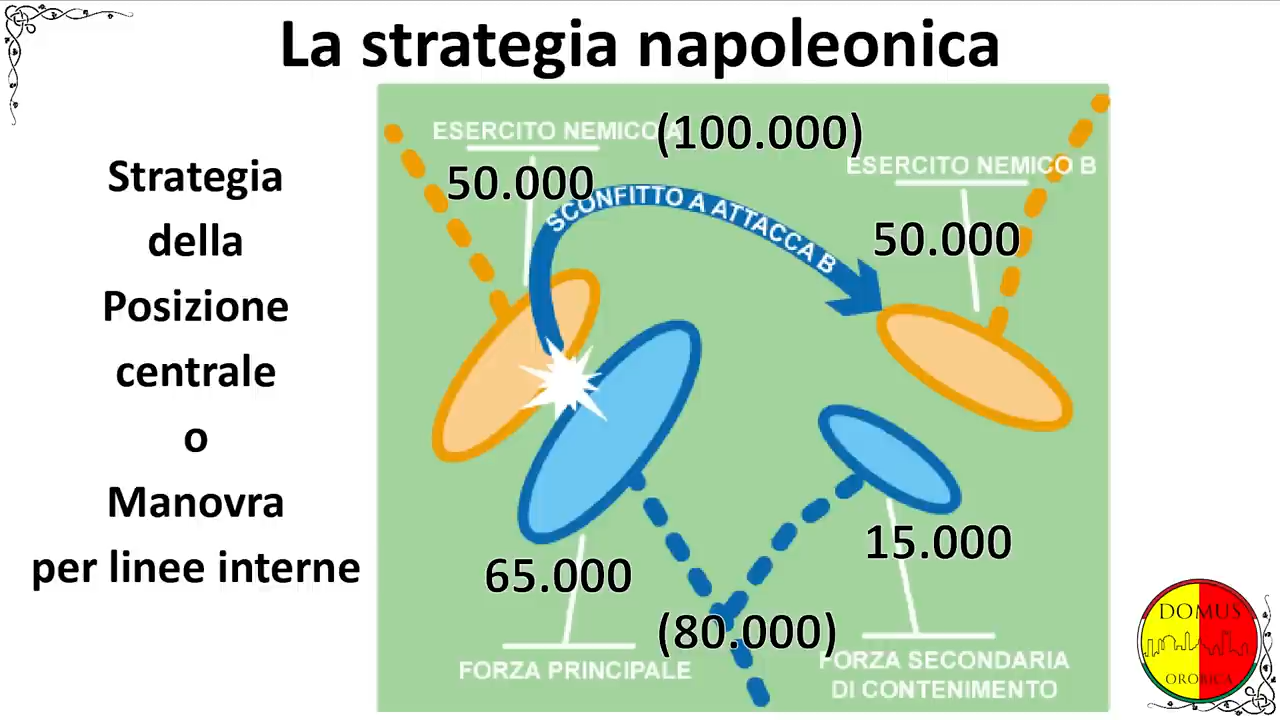 La strategia napoleonica
Strategia
della
Posizione
centrale
o
Manovra
per linee interne
ESERCITO NEMICO A
(100.000)
50.000
ESERCITO NEMICO B
50.000
SCONFITTO A ATTACCA B
65.000
15.000
(80.000)
FORZA PRINCIPALE
FORZA SECONDARIA
DI CONTENIMENTO
DOMUS
OROBICA